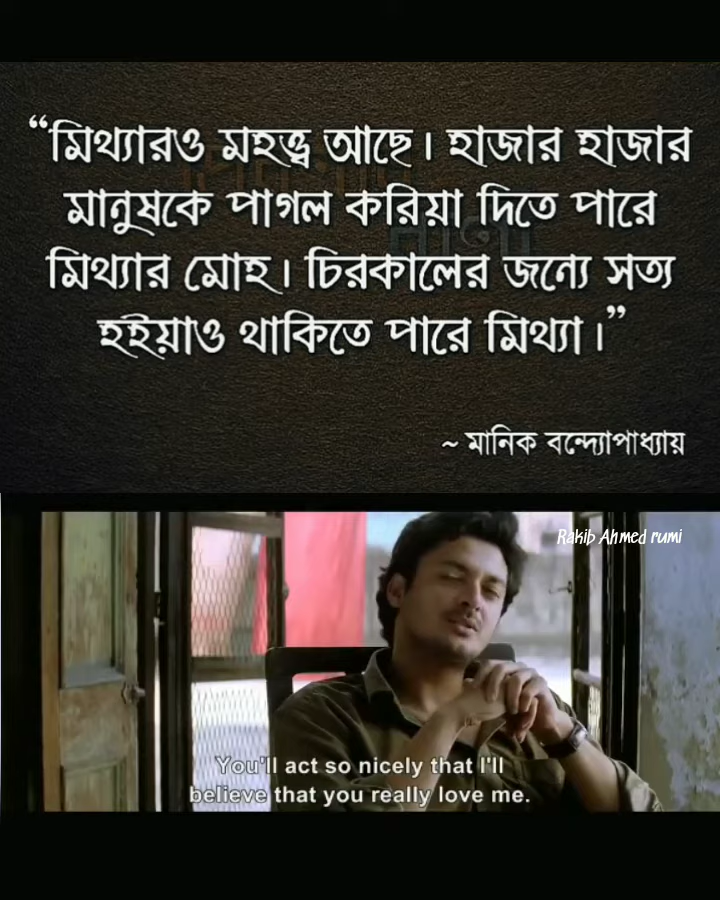 “মিথ্যারও মহত্ত্ব আছে। হাজার হাজার
মানুষকে পাগল করিয়া দিতে পারে
মিথ্যার মোহ। চিরকালের জন্যে সত্য
হইয়াও থাকিতে পারে মিথ্যা।”
~ মানিক বন্দ্যোপাধ্যায়
Rakib Ahmed rumi
You'll act so nicely that I'll
believe that you really love me.